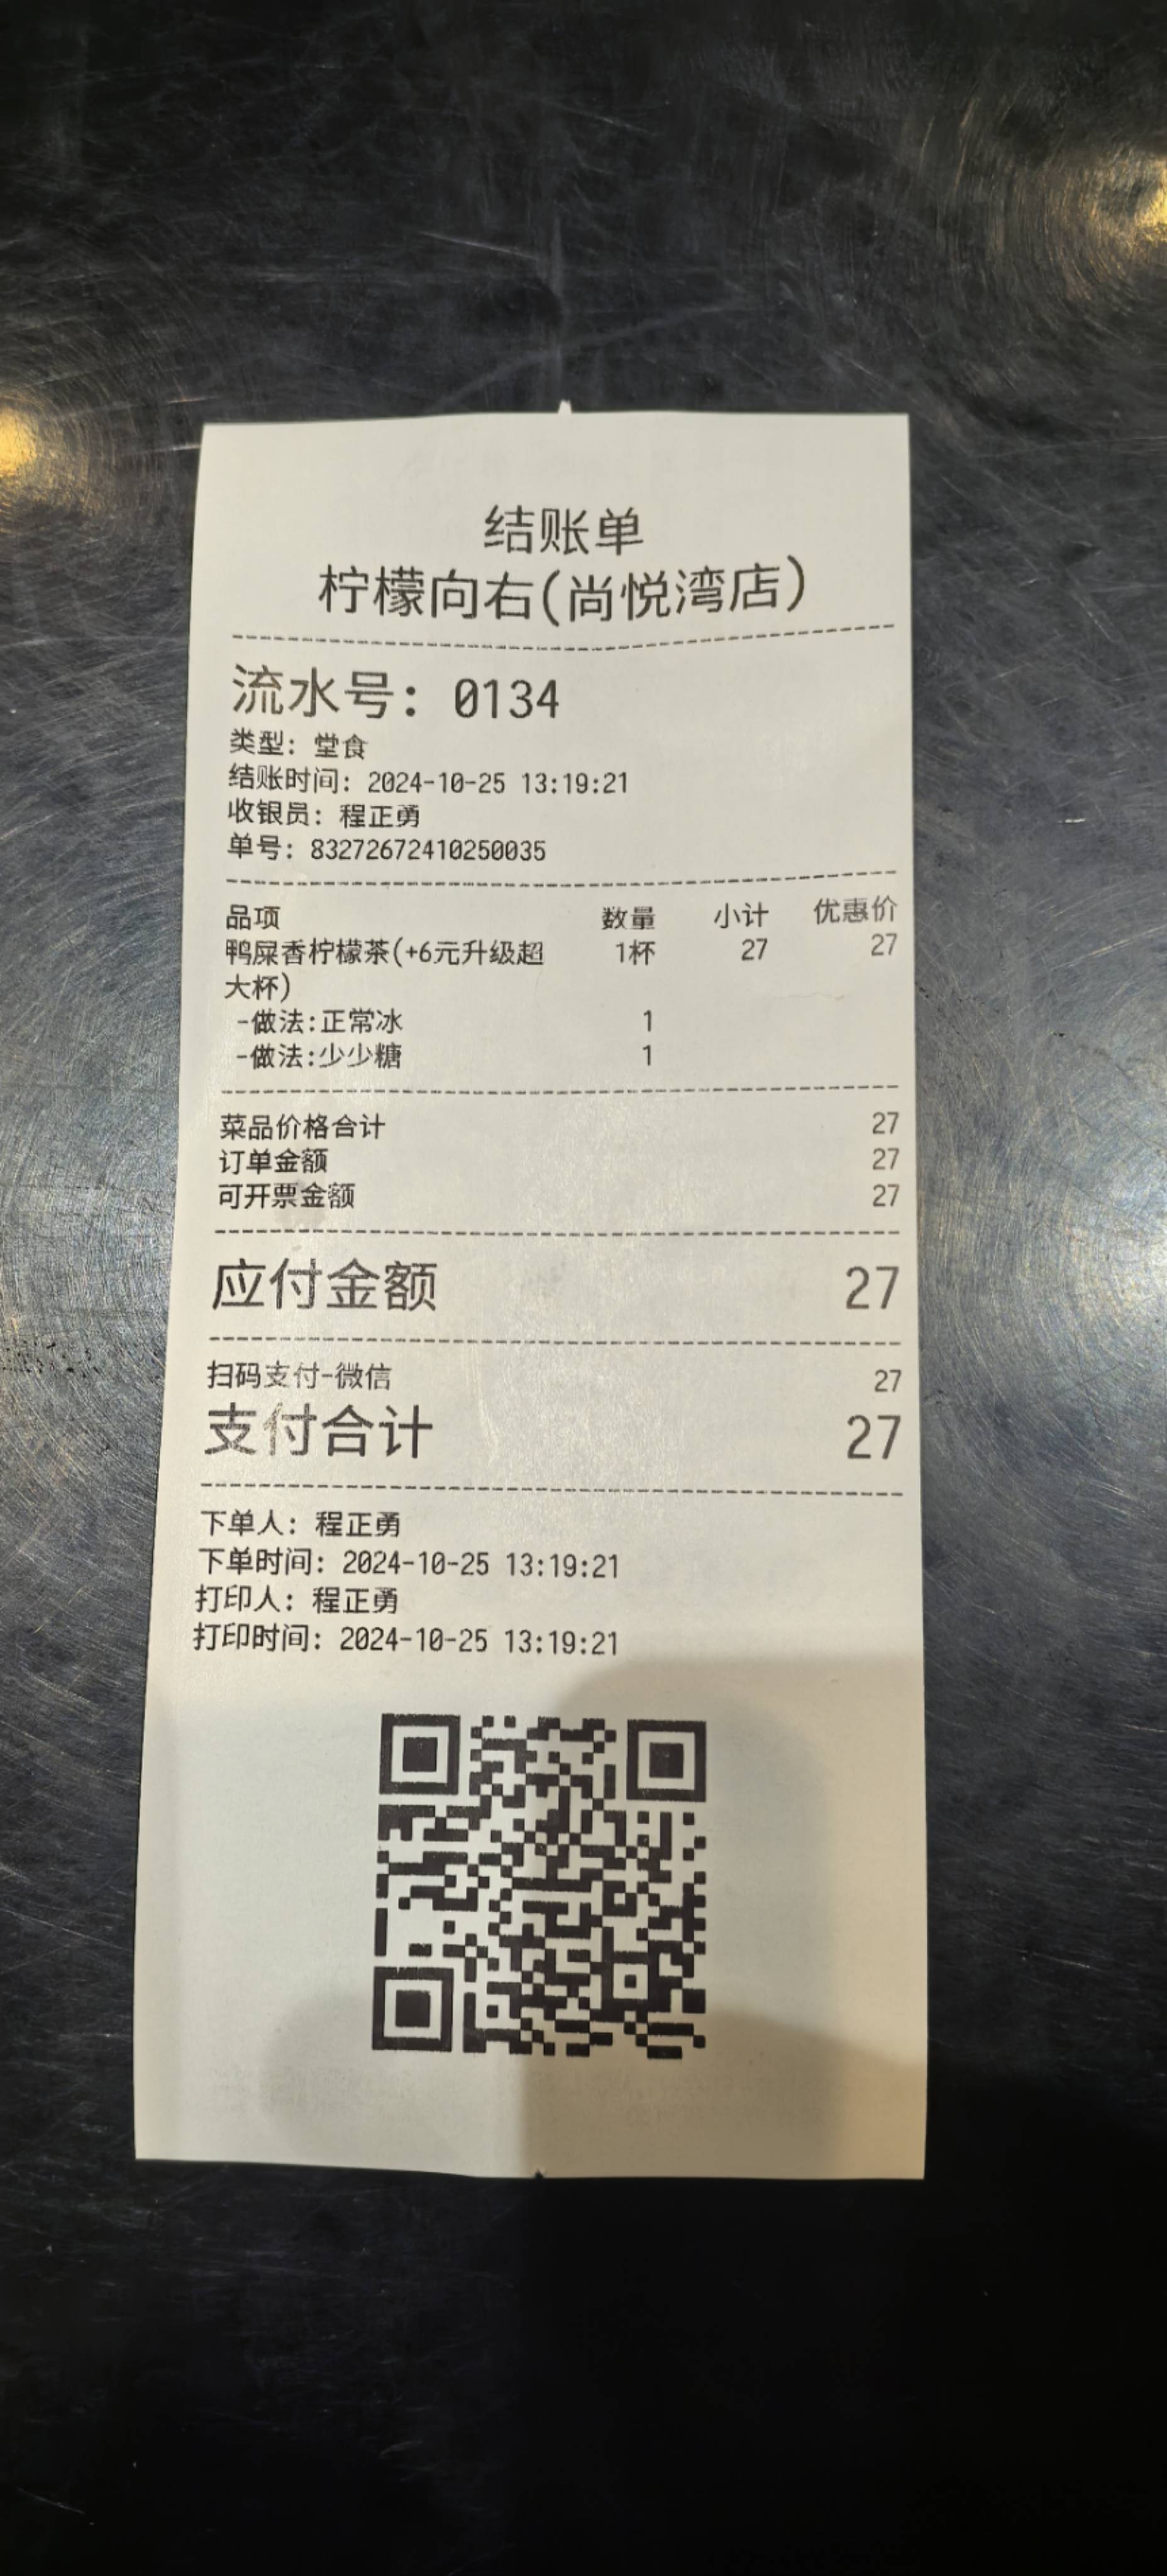 结账单
柠檬向右(尚悦湾店)
流水号: 0134
类型: 堂食
结账时间: 2024-10-25 13:19:21
收银员: 程正勇
单号: 83272672410250035
品项 数量 小计 优惠价
鸭屎香柠檬茶(+6元升级超 1杯 27 27
大杯)
-做法:正常冰 1
-做法:少少糖 1
菜品价格合计 27
订单金额 27
可开票金额 27
应付金额 27
扫码支付-微信 27
支付合计 27
下单人: 程正勇
下单时间: 2024-10-25 13:19:21
打印人: 程正勇
打印时间: 2024-10-25 13:19:21